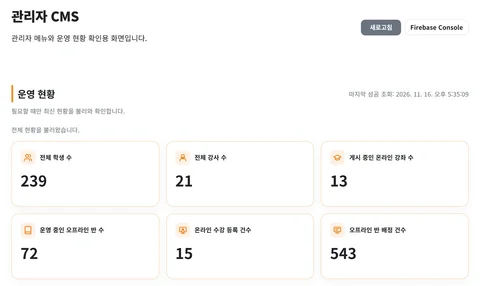 관리자 CMS
관리자 메뉴와 운영 현황 확인용 화면입니다.
새로고침
Firebase Console
운영 현황
마지막 성공 조회: 2026. 11. 16. 오후 5:35:09
필요할 때만 최신 현황을 불러와 확인합니다.
전체 현황을 불러왔습니다.
전체 학생 수
239
전체 강사 수
21
게시 중인 온라인 강좌 수
13
운영 중인 오프라인 반 수
72
온라인 수강 등록 건수
15
오프라인 반 배정 건수
543